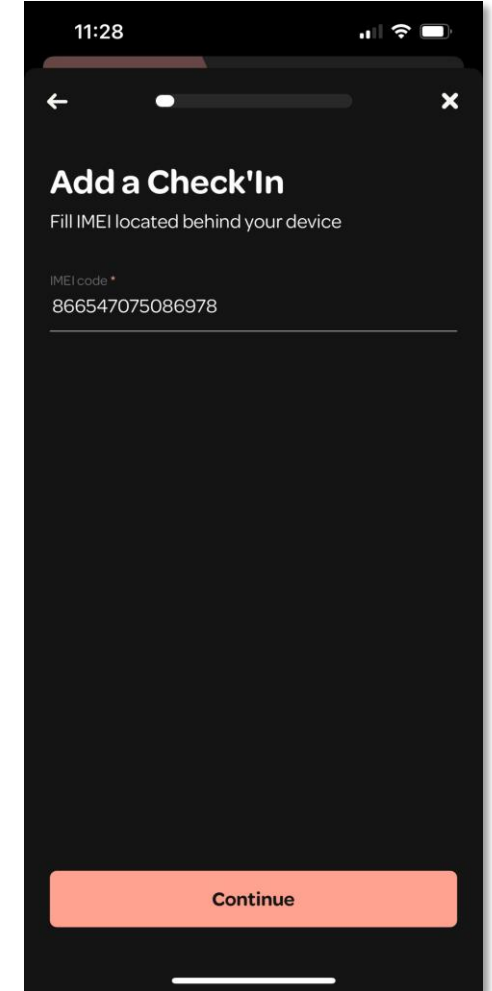 11:28
Add a Check'In
Fill IMEI located behind your device
IMEI code *
866547075086978
Continue